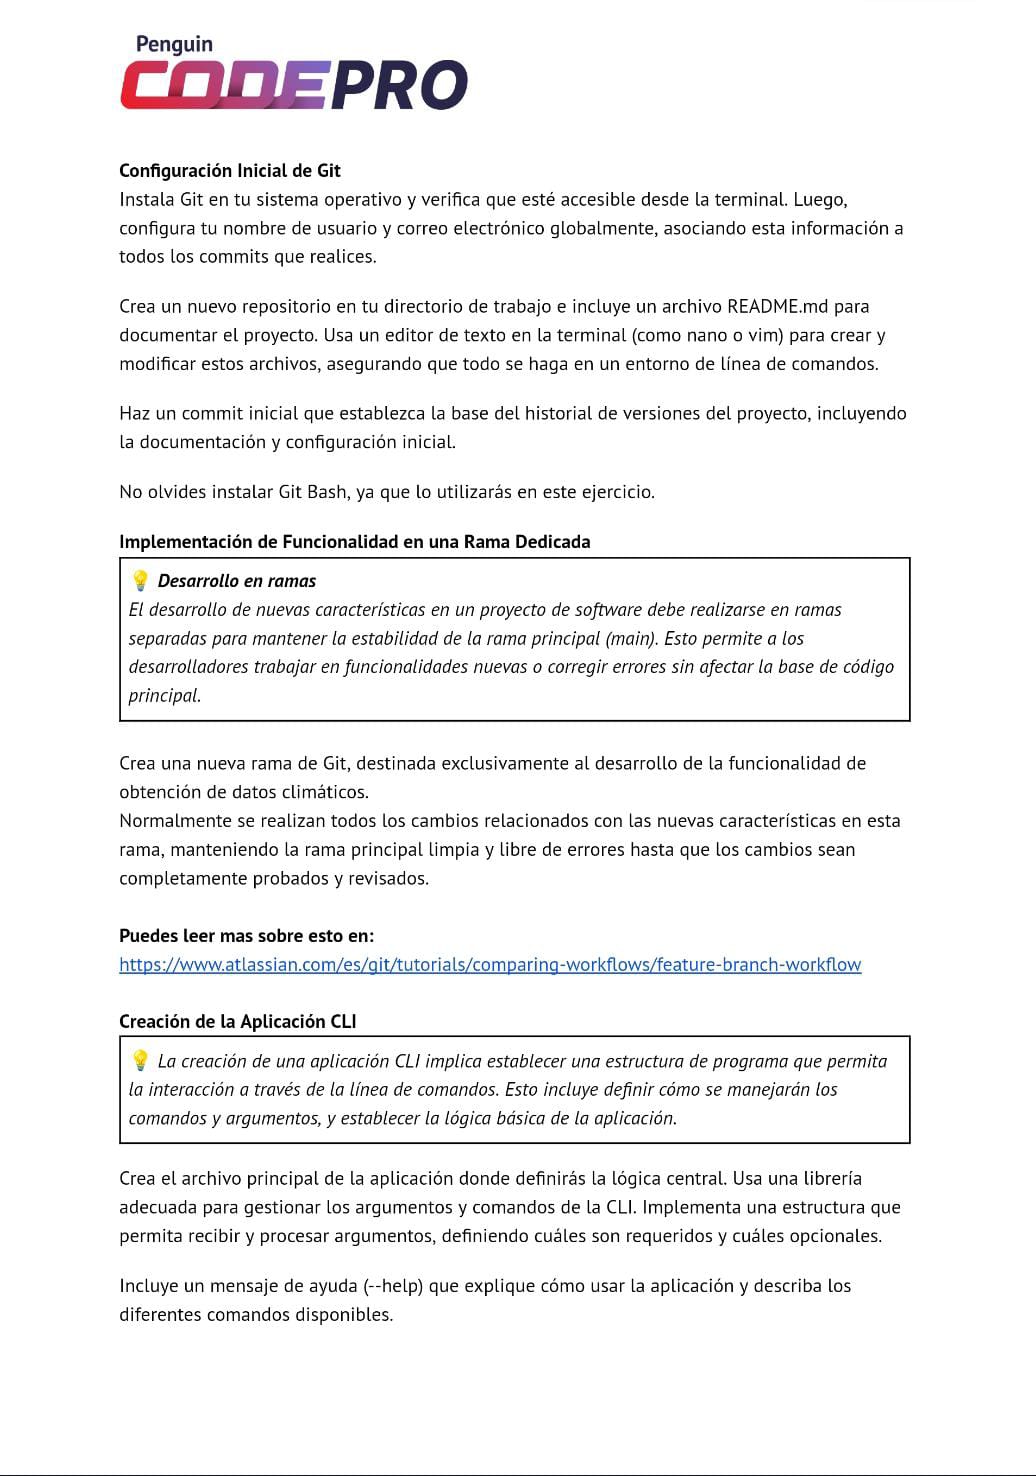 Penguin
CODEPRO
Configuración Inicial de Git
Instala Git en tu sistema operativo y verifica que esté accesible desde la terminal. Luego,
configura tu nombre de usuario y correo electrónico globalmente, asociando esta información a
todos los commits que realices.
Crea un nuevo repositorio en tu directorio de trabajo e incluye un archivo README.md para
documentar el proyecto. Usa un editor de texto en la terminal (como nano o vim) para crear y
modificar estos archivos, asegurando que todo se haga en un entorno de línea de comandos.
Haz un commit inicial que establezca la base del historial de versiones del proyecto, incluyendo
la documentación y configuración inicial.
No olvides instalar Git Bash, ya que lo utilizarás en este ejercicio.
Implementación de Funcionalidad en una Rama Dedicada
💡 Desarrollo en ramas
El desarrollo de nuevas características en un proyecto de software debe realizarse en ramas
separadas para mantener la estabilidad de la rama principal (main). Esto permite a los
desarrolladores trabajar en funcionalidades nuevas o corregir errores sin afectar la base de código
principal.
Crea una nueva rama de Git, destinada exclusivamente al desarrollo de la funcionalidad de
obtención de datos climáticos.
Normalmente se realizan todos los cambios relacionados con las nuevas características en esta
rama, manteniendo la rama principal limpia y libre de errores hasta que los cambios sean
completamente probados y revisados.
Puedes leer mas sobre esto en:
https://www.atlassian.com/es/git/tutorials/comparing-workflows/feature-branch-workflow
Creación de la Aplicación CLI
💡 La creación de una aplicación CLI implica establecer una estructura de programa que permita
la interacción a través de la línea de comandos. Esto incluye definir cómo se manejarán los
comandos y argumentos, y establecer la lógica básica de la aplicación.
Crea el archivo principal de la aplicación donde definirás la lógica central. Usa una librería
adecuada para gestionar los argumentos y comandos de la CLI. Implementa una estructura que
permita recibir y procesar argumentos, definiendo cuáles son requeridos y cuáles opcionales.
Incluye un mensaje de ayuda (--help) que explique cómo usar la aplicación y describa los
diferentes comandos disponibles.